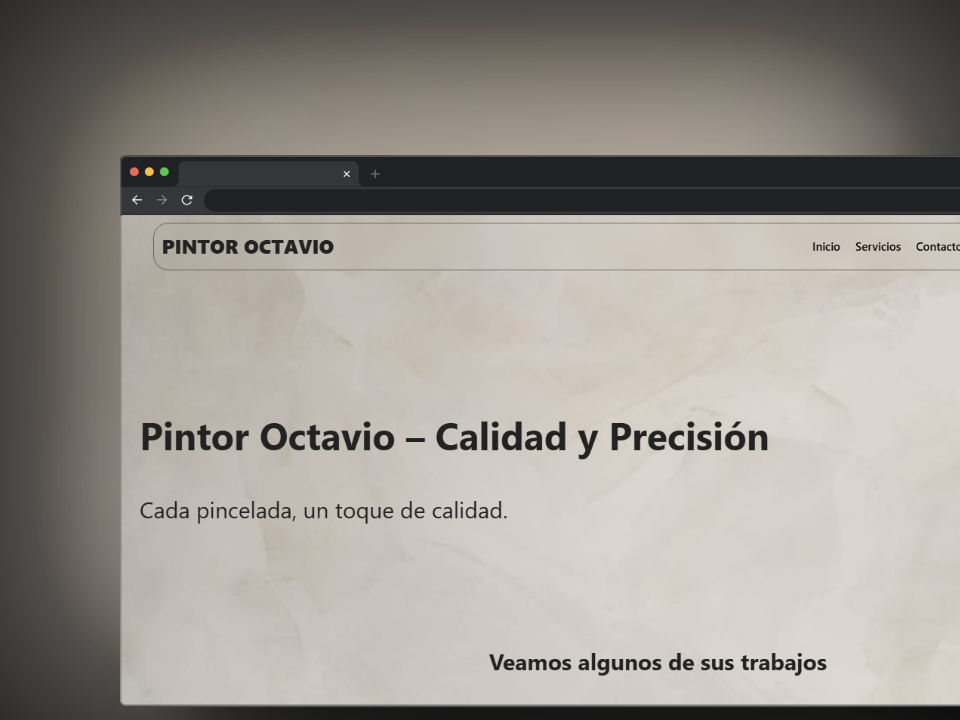 PINTOR OCTAVIO
Inicio Servicios Contacto
Pintor Octavio – Calidad y Precisión
Cada pincelada, un toque de calidad.
Veamos algunos de sus trabajos